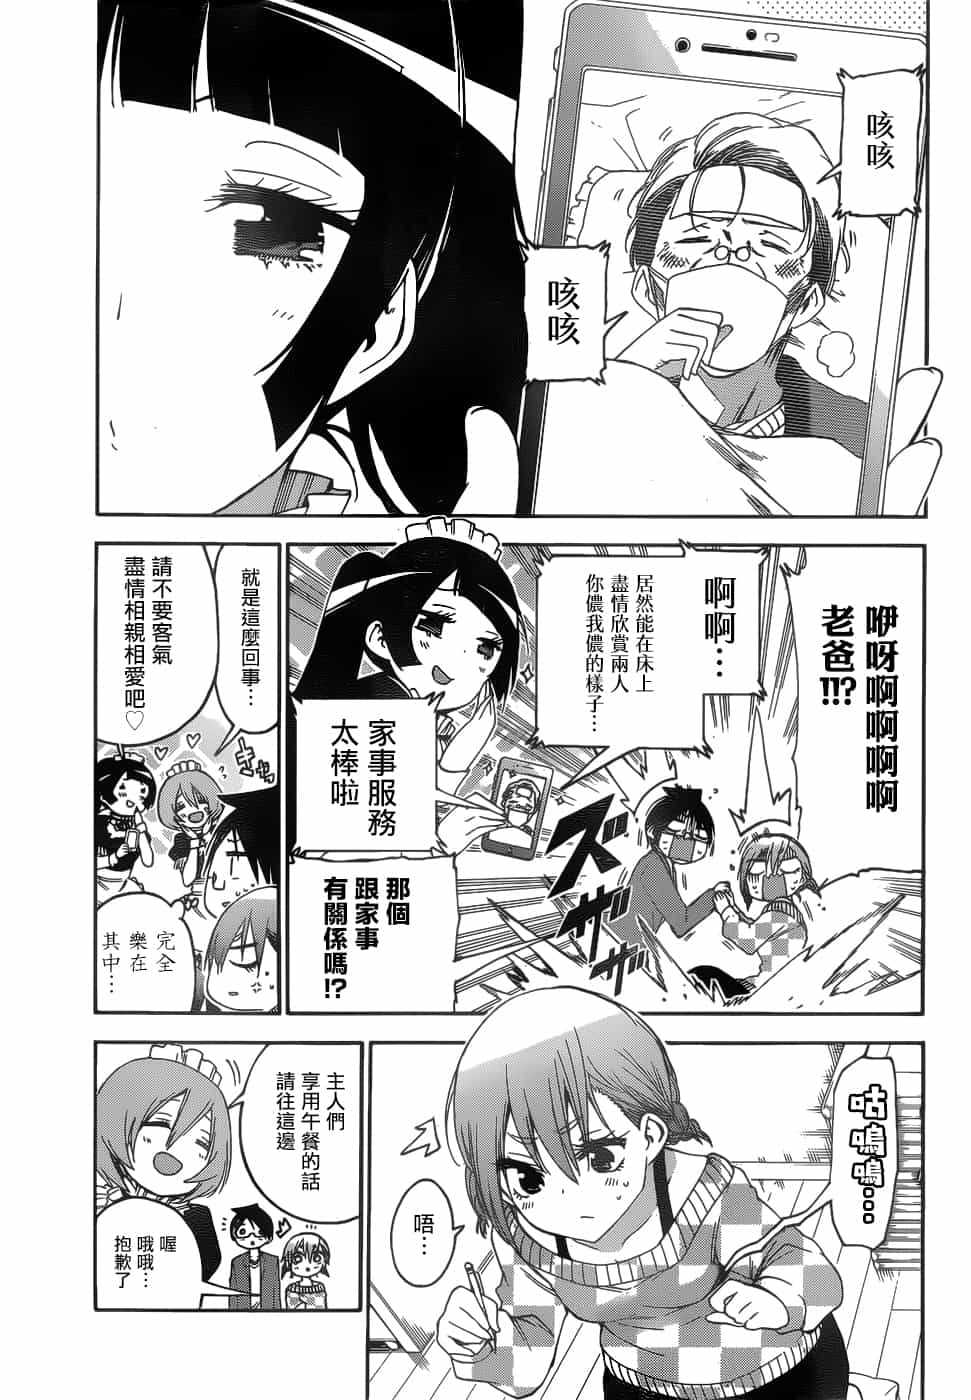 咳
咳
咳
咳
咿呀啊啊啊啊啊
老爸!!?
啊
啊…
居然能在床上
盡情欣賞兩人
你儂我儂的樣子…
家事服務
太棒啦
那個
跟家事
有關係嗎!?
ズザザ
就是這麼回事…
請不要客氣
盡情相親相愛吧♡
完全
樂在
其中…
咕嗚嗚…
唔…
主人們
享用午餐的話
請往這邊
喔
哦哦…
抱歉了